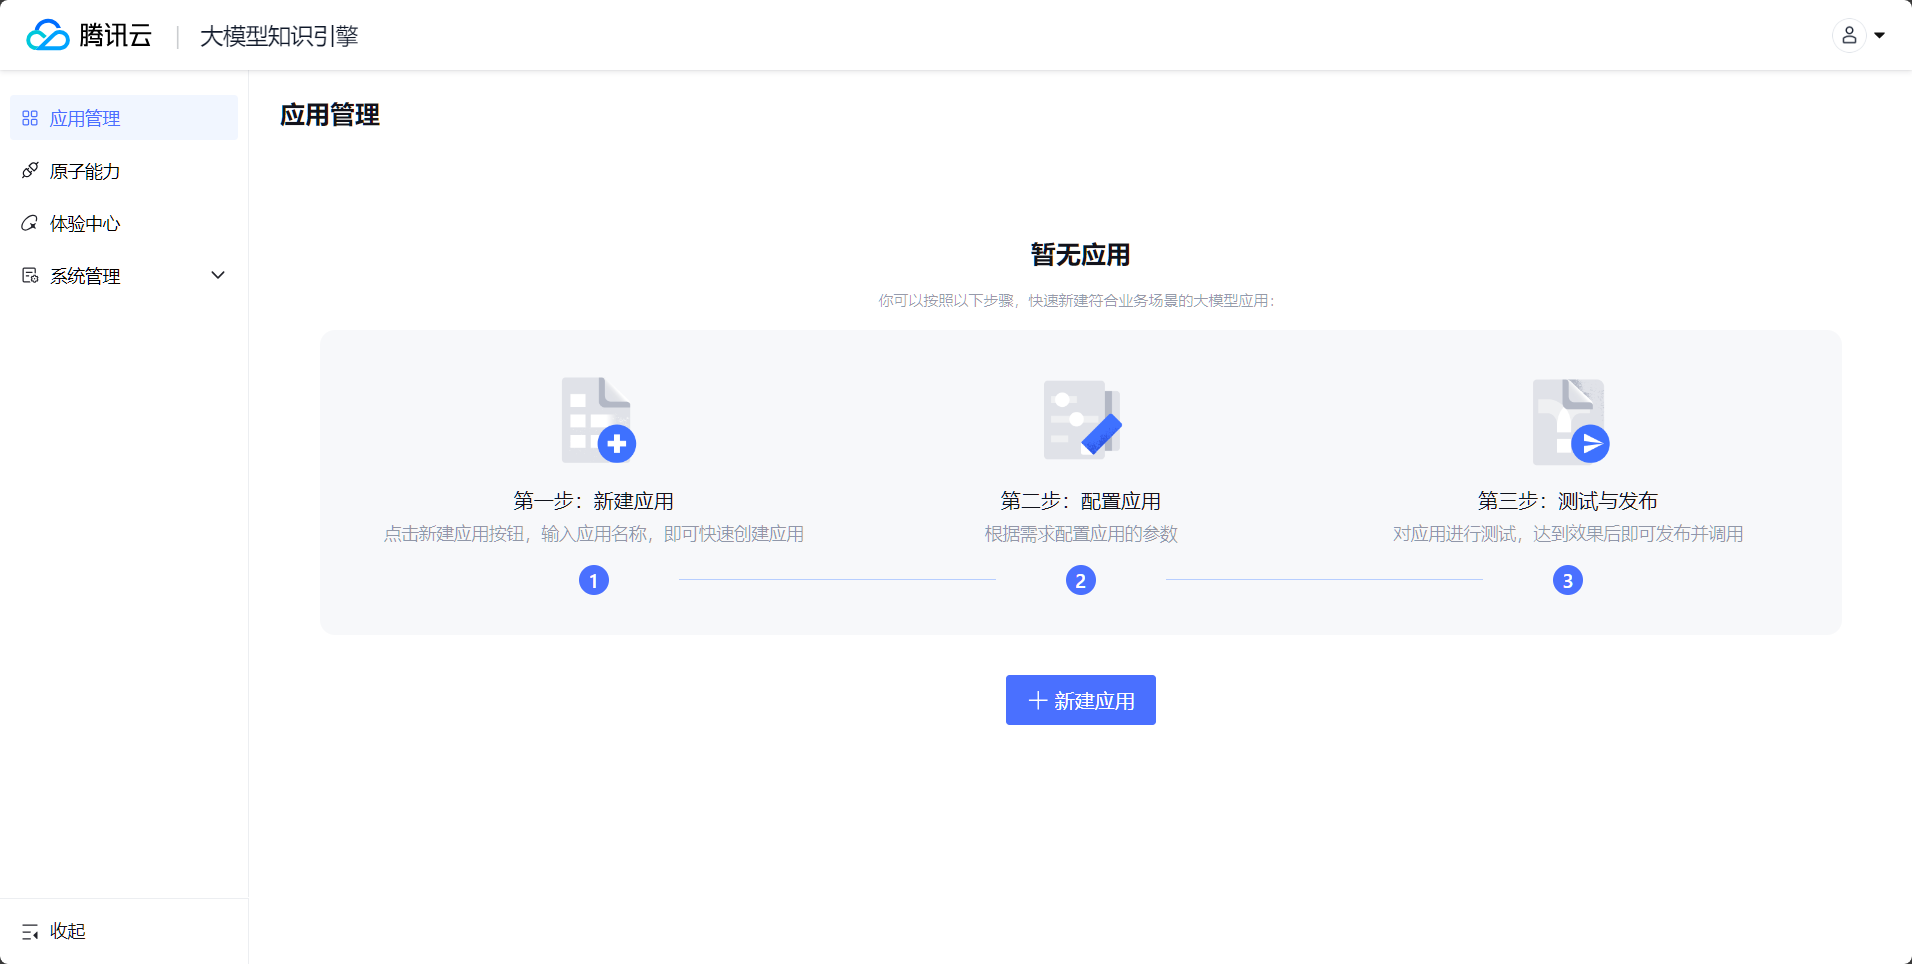 腾讯云 | 大模型知识引擎
应用管理
原子能力
体验中心
系统管理
收起
应用管理
暂无应用
你可以按照以下步骤，快速新建符合业务场景的大模型应用：
第一步：新建应用
点击新建应用按钮，输入应用名称，即可快速创建应用
1
第二步：配置应用
根据需求配置应用的参数
2
第三步：测试与发布
对应用进行测试，达到效果后即可发布并调用
3
新建应用